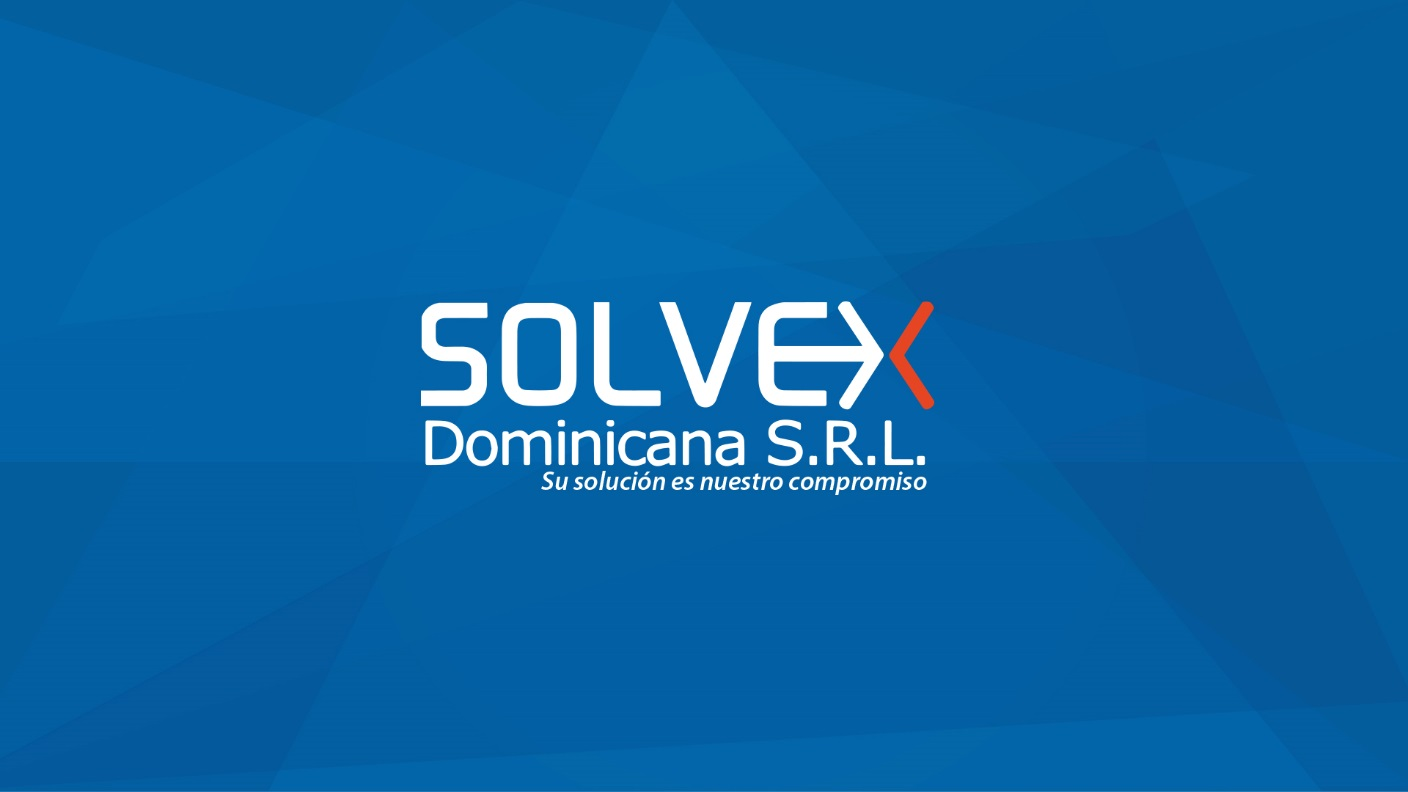 SOLVEX
Dominicana S.R.L.
Su solución es nuestro compromiso